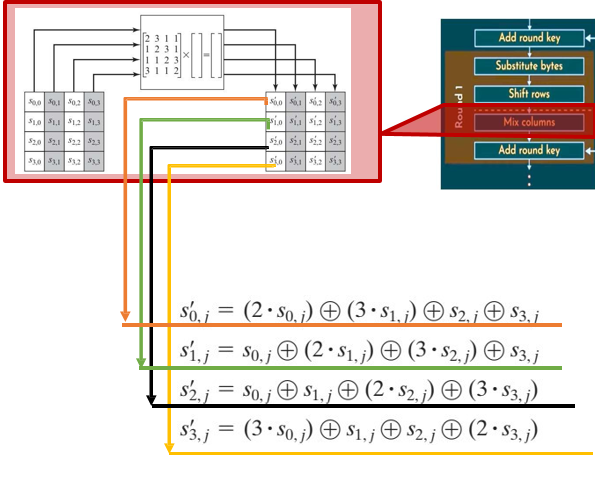 2 3 1 1
1 2 3 1
1 1 2 3
3 1 1 2
× =
s0,0 s0,1 s0,2 s0,3
s1,0 s1,1 s1,2 s1,3
s2,0 s2,1 s2,2 s2,3
s3,0 s3,1 s3,2 s3,3
s′0,0 s′0,1 s′0,2 s′0,3
s′1,0 s′1,1 s′1,2 s′1,3
s′2,0 s′2,1 s′2,2 s′2,3
s′3,0 s′3,1 s′3,2 s′3,3
Add round key
Substitute bytes
Shift rows
Mix columns
Add round key
Round 1
s′0, j = (2 • s0, j) ⊕ (3 • s1, j) ⊕ s2, j ⊕ s3, j
s′1, j = s0, j ⊕ (2 • s1, j) ⊕ (3 • s2, j) ⊕ s3, j
s′2, j = s0, j ⊕ s1, j ⊕ (2 • s2, j) ⊕ (3 • s3, j)
s′3, j = (3 • s0, j) ⊕ s1, j ⊕ s2, j ⊕ (2 • s3, j)